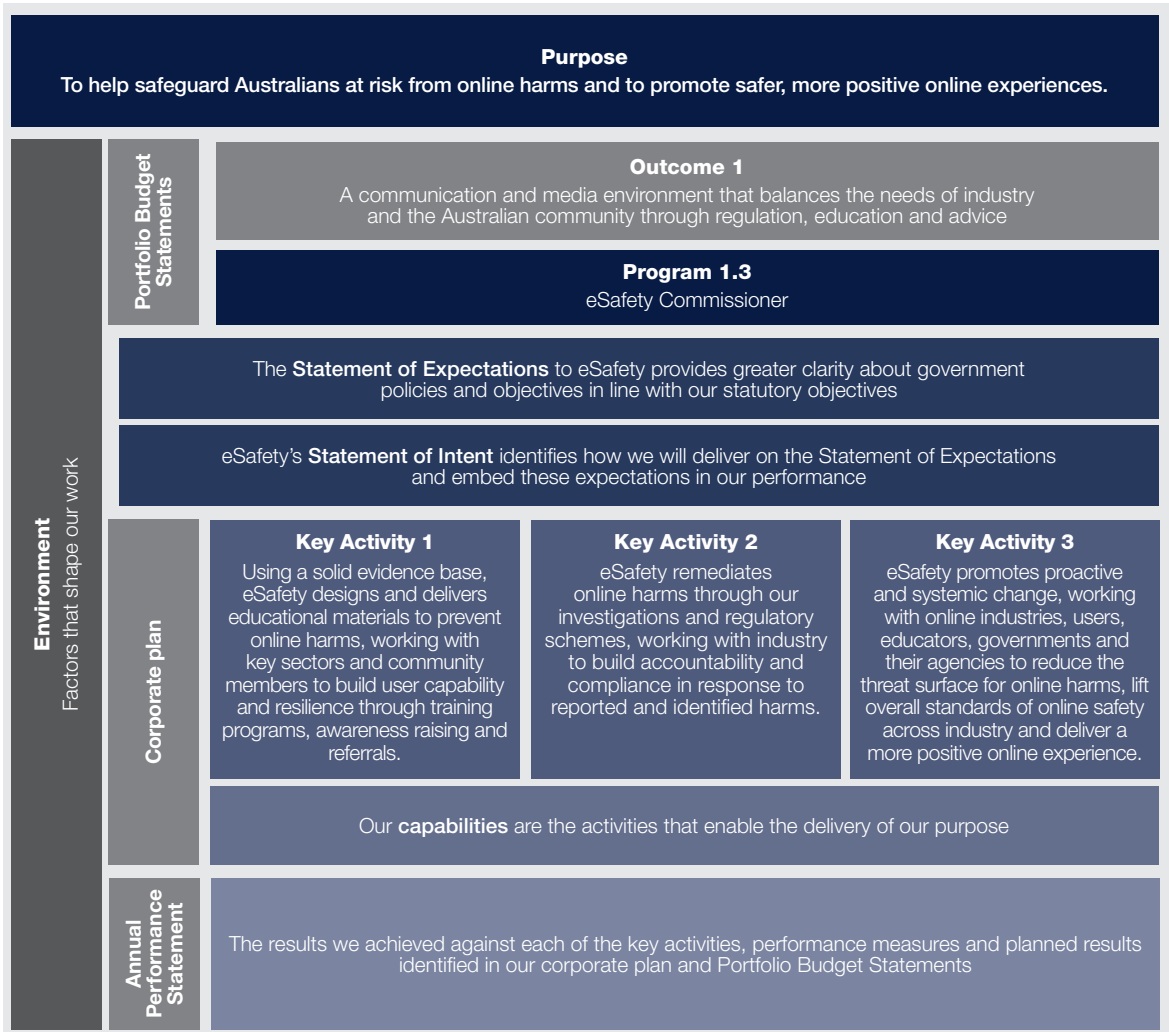 Purpose
To help safeguard Australians at risk from online harms and to promote safer, more positive online experiences.
Environment
Factors that shape our work
Portfolio Budget
Statements
Outcome 1
A communication and media environment that balances the needs of industry
and the Australian community through regulation, education and advice
Program 1.3
eSafety Commissioner
The Statement of Expectations to eSafety provides greater clarity about government
policies and objectives in line with our statutory objectives
eSafety’s Statement of Intent identifies how we will deliver on the Statement of Expectations
and embed these expectations in our performance
Corporate plan
Key Activity 1
Using a solid evidence base,
eSafety designs and delivers
educational materials to prevent
online harms, working with
key sectors and community
members to build user capability
and resilience through training
programs, awareness raising and
referrals.
Key Activity 2
eSafety remediates
online harms through our
investigations and regulatory
schemes, working with industry
to build accountability and
compliance in response to
reported and identified harms.
Key Activity 3
eSafety promotes proactive
and systemic change, working
with online industries, users,
educators, governments and
their agencies to reduce the
threat surface for online harms, lift
overall standards of online safety
across industry and deliver a
more positive online experience.
Our capabilities are the activities that enable the delivery of our purpose
Annual
Performance
Statement
The results we achieved against each of the key activities, performance measures and planned results
identified in our corporate plan and Portfolio Budget Statements